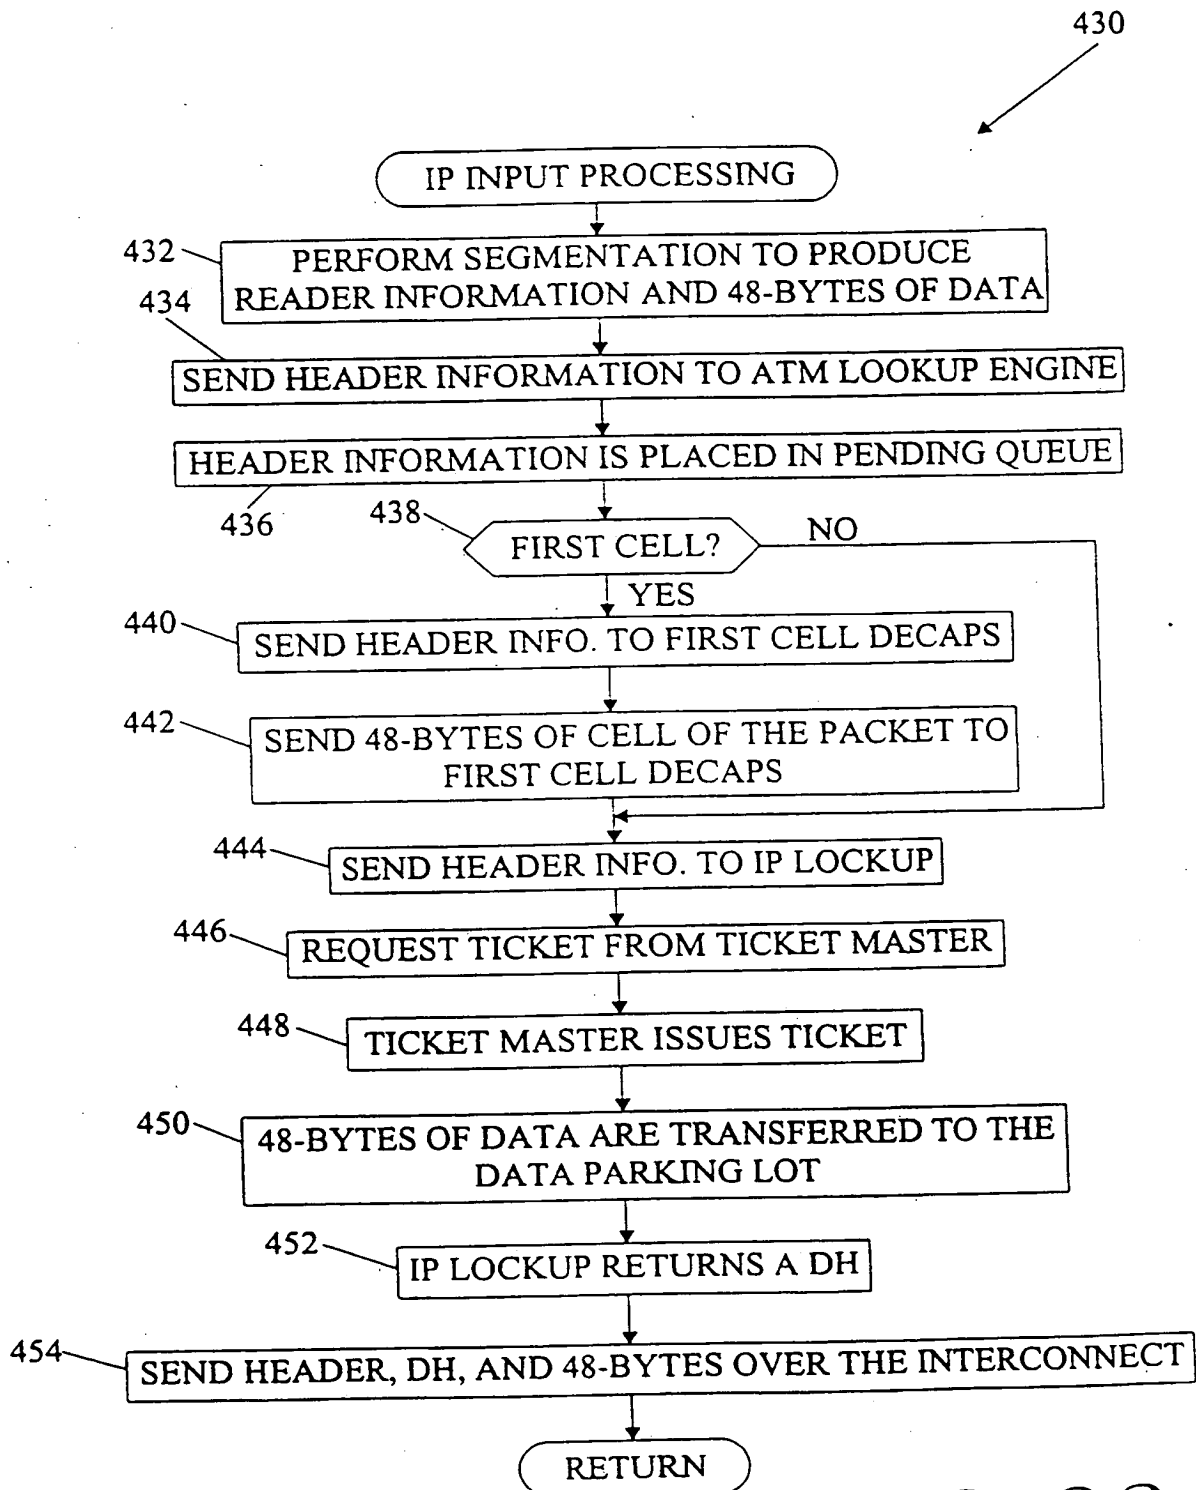 430
IP INPUT PROCESSING
432
PERFORM SEGMENTATION TO PRODUCE
READER INFORMATION AND 48-BYTES OF DATA
434
SEND HEADER INFORMATION TO ATM LOOKUP ENGINE
HEADER INFORMATION IS PLACED IN PENDING QUEUE
436
438
FIRST CELL?
NO
YES
440
SEND HEADER INFO. TO FIRST CELL DECAPS
442
SEND 48-BYTES OF CELL OF THE PACKET TO
FIRST CELL DECAPS
444
SEND HEADER INFO. TO IP LOCKUP
446
REQUEST TICKET FROM TICKET MASTER
448
TICKET MASTER ISSUES TICKET
450
48-BYTES OF DATA ARE TRANSFERRED TO THE
DATA PARKING LOT
452
IP LOCKUP RETURNS A DH
454
SEND HEADER, DH, AND 48-BYTES OVER THE INTERCONNECT
RETURN